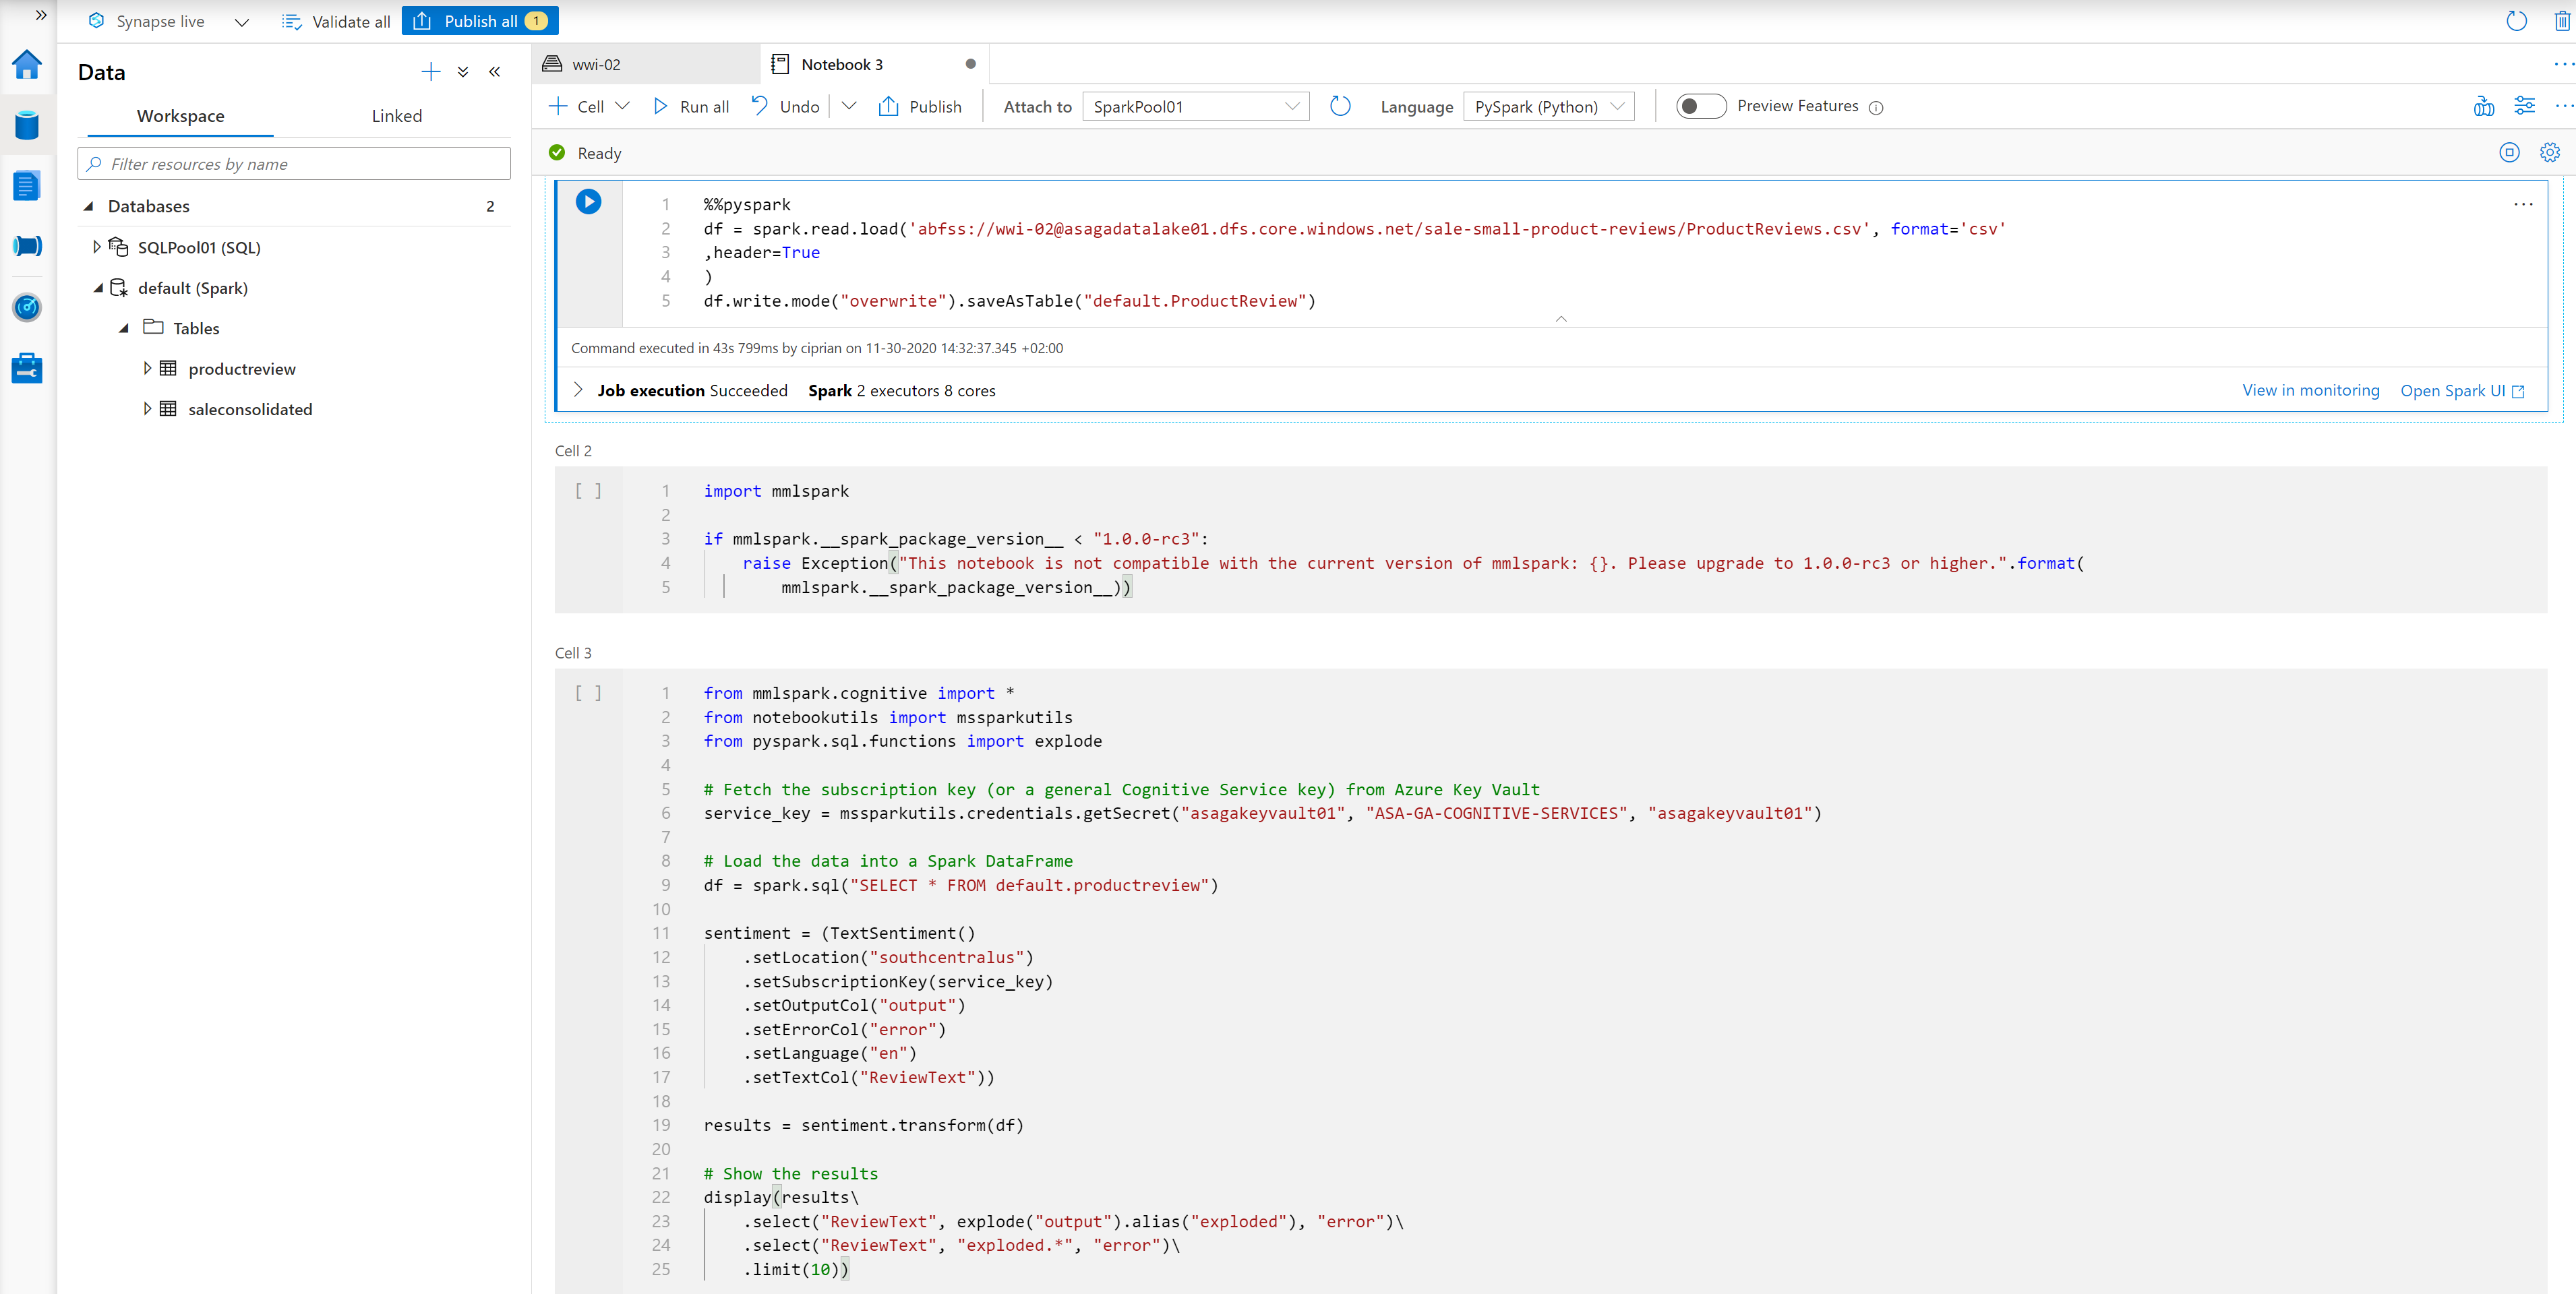 Synapse live
Validate all
Publish all 1
Data
Workspace Linked
Filter resources by name
Databases 2
SQLPool01 (SQL)
default (Spark)
Tables
productreview
saleconsolidated
wwi-02
Notebook 3
Cell Run all Undo Publish Attach to SparkPool01 Language PySpark (Python) Preview Features
Ready
1 %%pyspark
2 df = spark.read.load('abfss://wwi-02@asagadatalake01.dfs.core.windows.net/sale-small-product-reviews/ProductReviews.csv', format='csv'
3 ,header=True
4 )
5 df.write.mode("overwrite").saveAsTable("default.ProductReview")
Command executed in 43s 799ms by ciprian on 11-30-2020 14:32:37.345 +02:00
Job execution Succeeded Spark 2 executors 8 cores View in monitoring Open Spark UI
Cell 2
[ ]
1 import mmlspark
2
3 if mmlspark.__spark_package_version__ < "1.0.0-rc3":
4 raise Exception("This notebook is not compatible with the current version of mmlspark: {}. Please upgrade to 1.0.0-rc3 or higher.".format(
5 mmlspark.__spark_package_version__))
Cell 3
[ ]
1 from mmlspark.cognitive import *
2 from notebookutils import mssparkutils
3 from pyspark.sql.functions import explode
4
5 # Fetch the subscription key (or a general Cognitive Service key) from Azure Key Vault
6 service_key = mssparkutils.credentials.getSecret("asagakeyvault01", "ASA-GA-COGNITIVE-SERVICES", "asagakeyvault01")
7
8 # Load the data into a Spark DataFrame
9 df = spark.sql("SELECT * FROM default.productreview")
10
11 sentiment = (TextSentiment()
12 .setLocation("southcentralus")
13 .setSubscriptionKey(service_key)
14 .setOutputCol("output")
15 .setErrorCol("error")
16 .setLanguage("en")
17 .setTextCol("ReviewText"))
18
19 results = sentiment.transform(df)
20
21 # Show the results
22 display(results\
23 .select("ReviewText", explode("output").alias("exploded"), "error")\
24 .select("ReviewText", "exploded.*", "error")\
25 .limit(10))